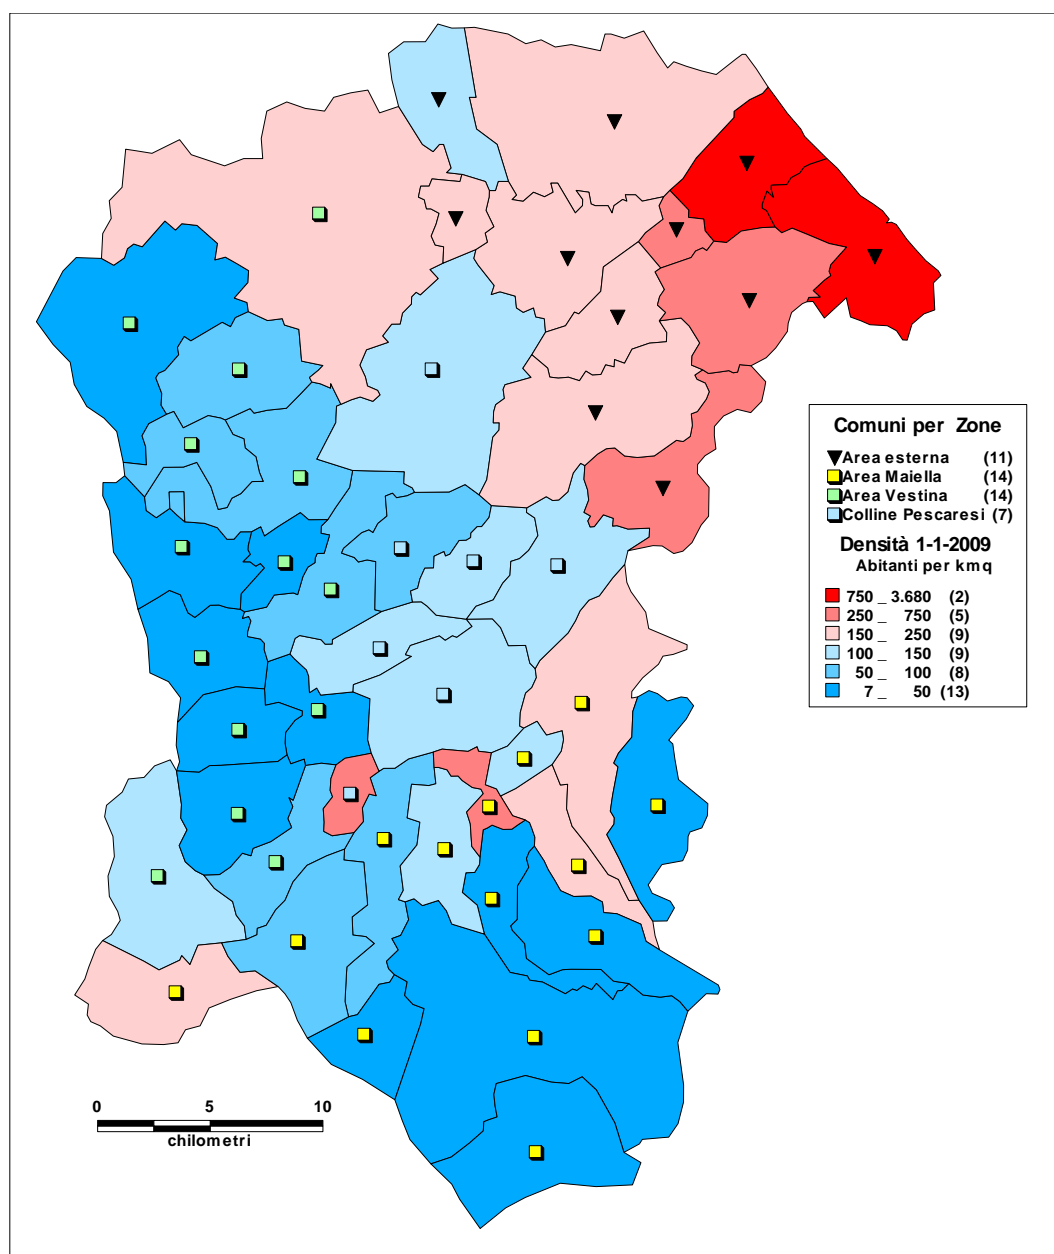 Comuni per Zone
Area esterna (11)
Area Maiella (14)
Area Vestina (14)
Colline Pescaresi (7)
Densità 1-1-2009
Abitanti per kmq
750 _ 3.680 (2)
250 _ 750 (5)
150 _ 250 (9)
100 _ 150 (9)
50 _ 100 (8)
7 _ 50 (13)
0 5 10
chilometri